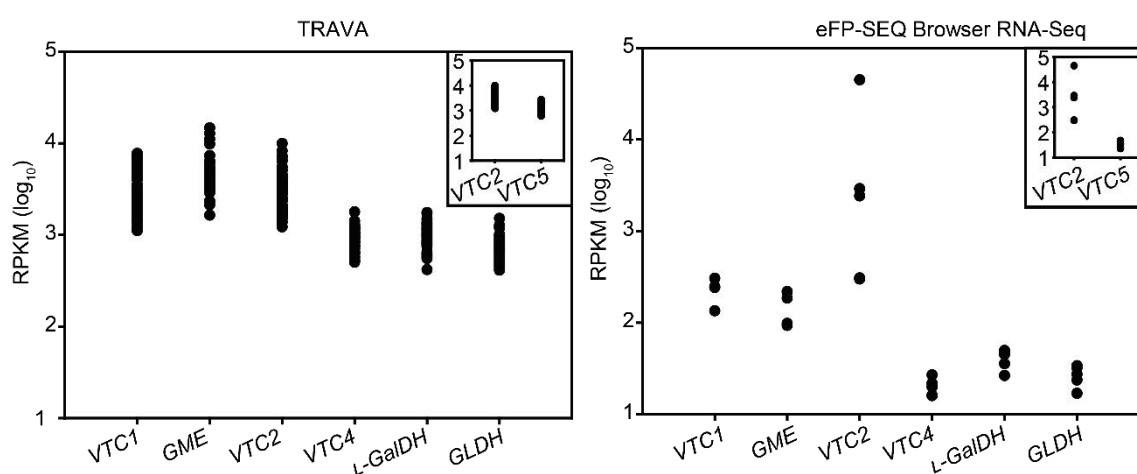 TRAVA
5
4
3
2
1
RPKM (log10)
VTC1 GME VTC2 VTC4 L-GalDH GLDH
5
4
3
2
1
VTC2 VTC5
eFP-SEQ Browser RNA-Seq
5
4
3
2
1
RPKM (log10)
VTC1 GME VTC2 VTC4 L-GalDH GLDH
5
4
3
2
1
VTC2 VTC5